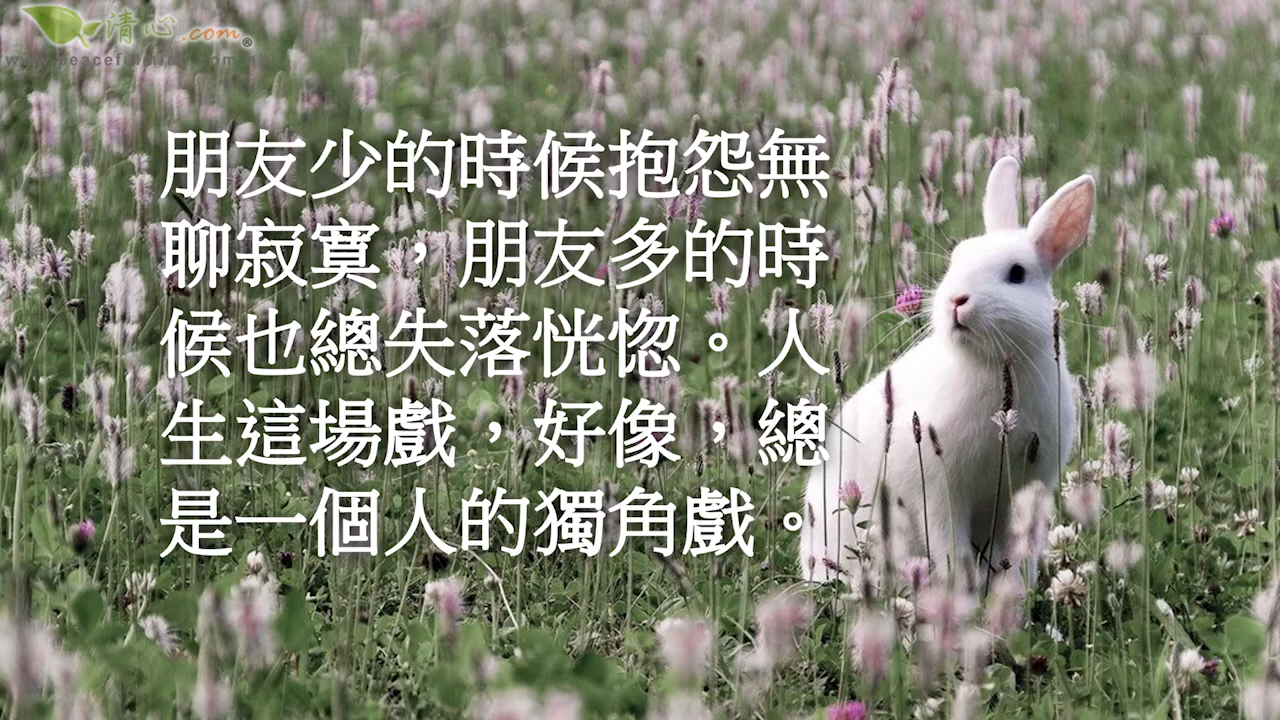 清心.com®
朋友少的時候抱怨無
聊寂寞，朋友多的時
候也總失落恍惚。人
生這場戲，好像，總
是一個人的獨角戲。